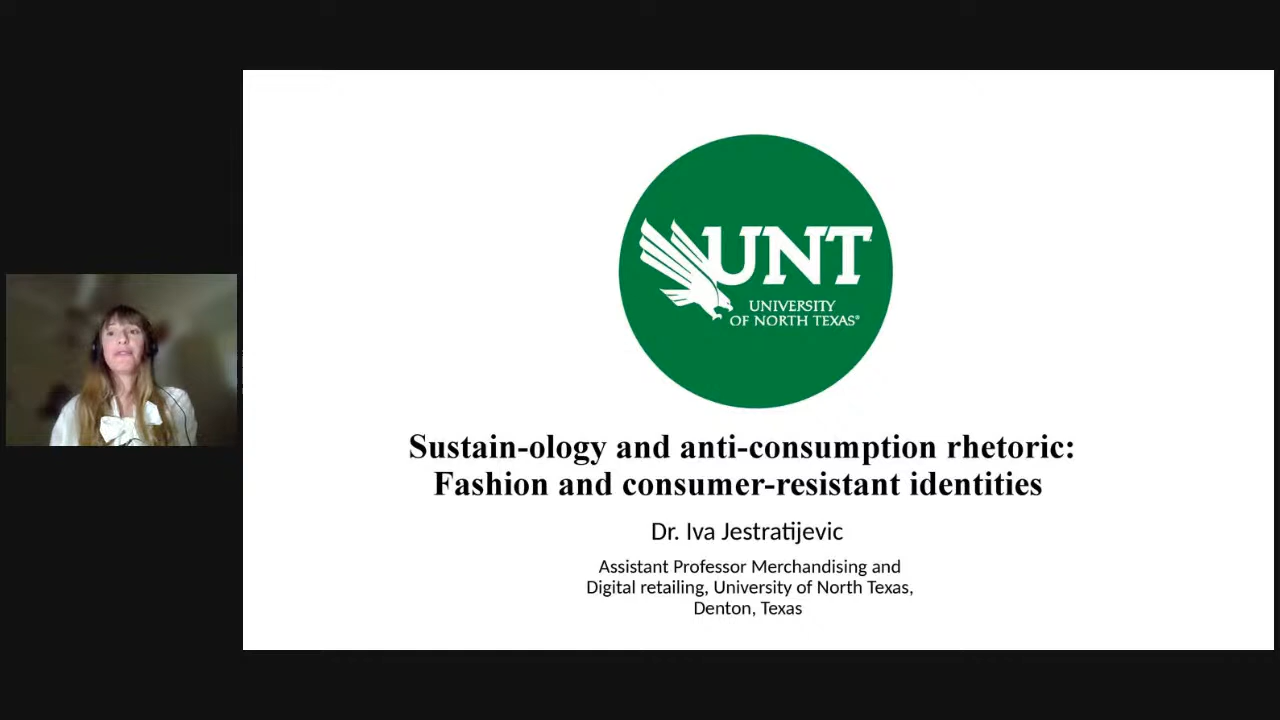 UNT
UNIVERSITY
OF NORTH TEXAS®
Sustain-ology and anti-consumption rhetoric:
Fashion and consumer-resistant identities
Dr. Iva Jestratijevic
Assistant Professor Merchandising and
Digital retailing, University of North Texas,
Denton, Texas